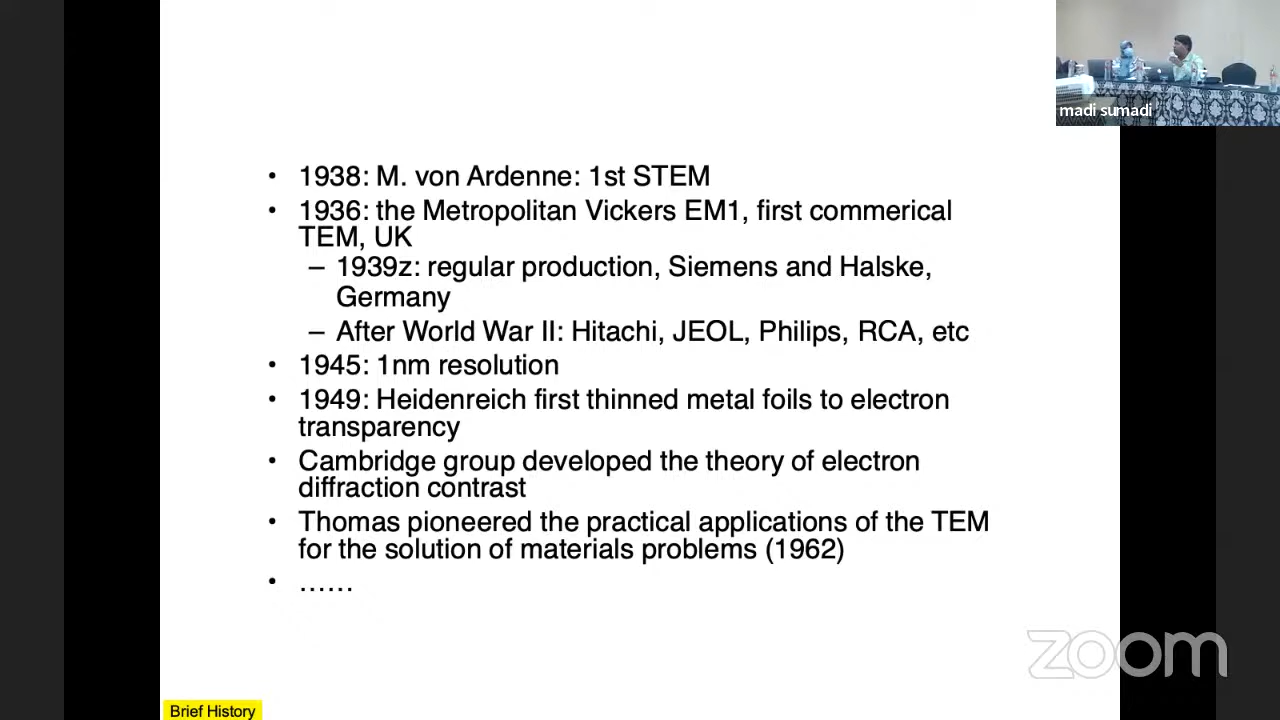 madi sumadi
• 1938: M. von Ardenne: 1st STEM
• 1936: the Metropolitan Vickers EM1, first commerical
TEM, UK
– 1939z: regular production, Siemens and Halske,
Germany
– After World War II: Hitachi, JEOL, Philips, RCA, etc
• 1945: 1nm resolution
• 1949: Heidenreich first thinned metal foils to electron
transparency
• Cambridge group developed the theory of electron
diffraction contrast
• Thomas pioneered the practical applications of the TEM
for the solution of materials problems (1962)
• ……
zoom
Brief History